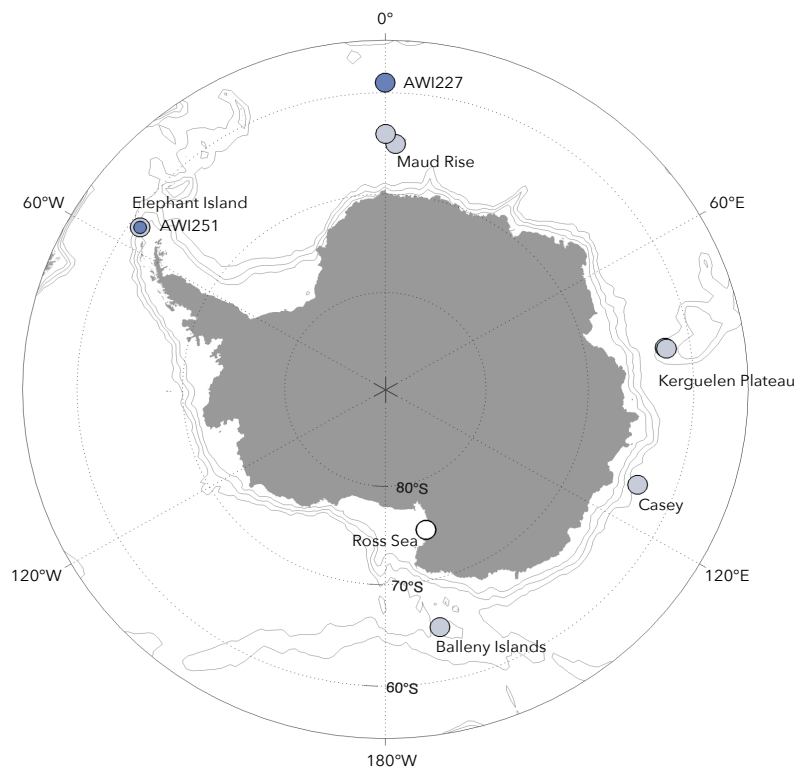 0°
AWI227
Maud Rise
60°W
Elephant Island
60°E
AWI251
Kerguelen Plateau
80°S
Casey
Ross Sea
120°W
70°S
120°E
Balleny Islands
60°S
180°W